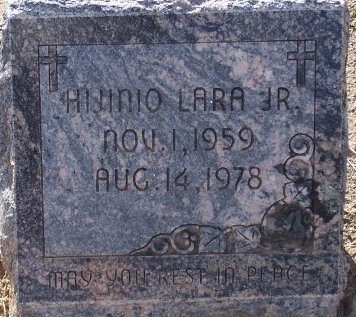 HIJINIO LARA JR.
NOV. 1, 1959
AUG. 14, 1978
MAY YOU REST IN PEACE